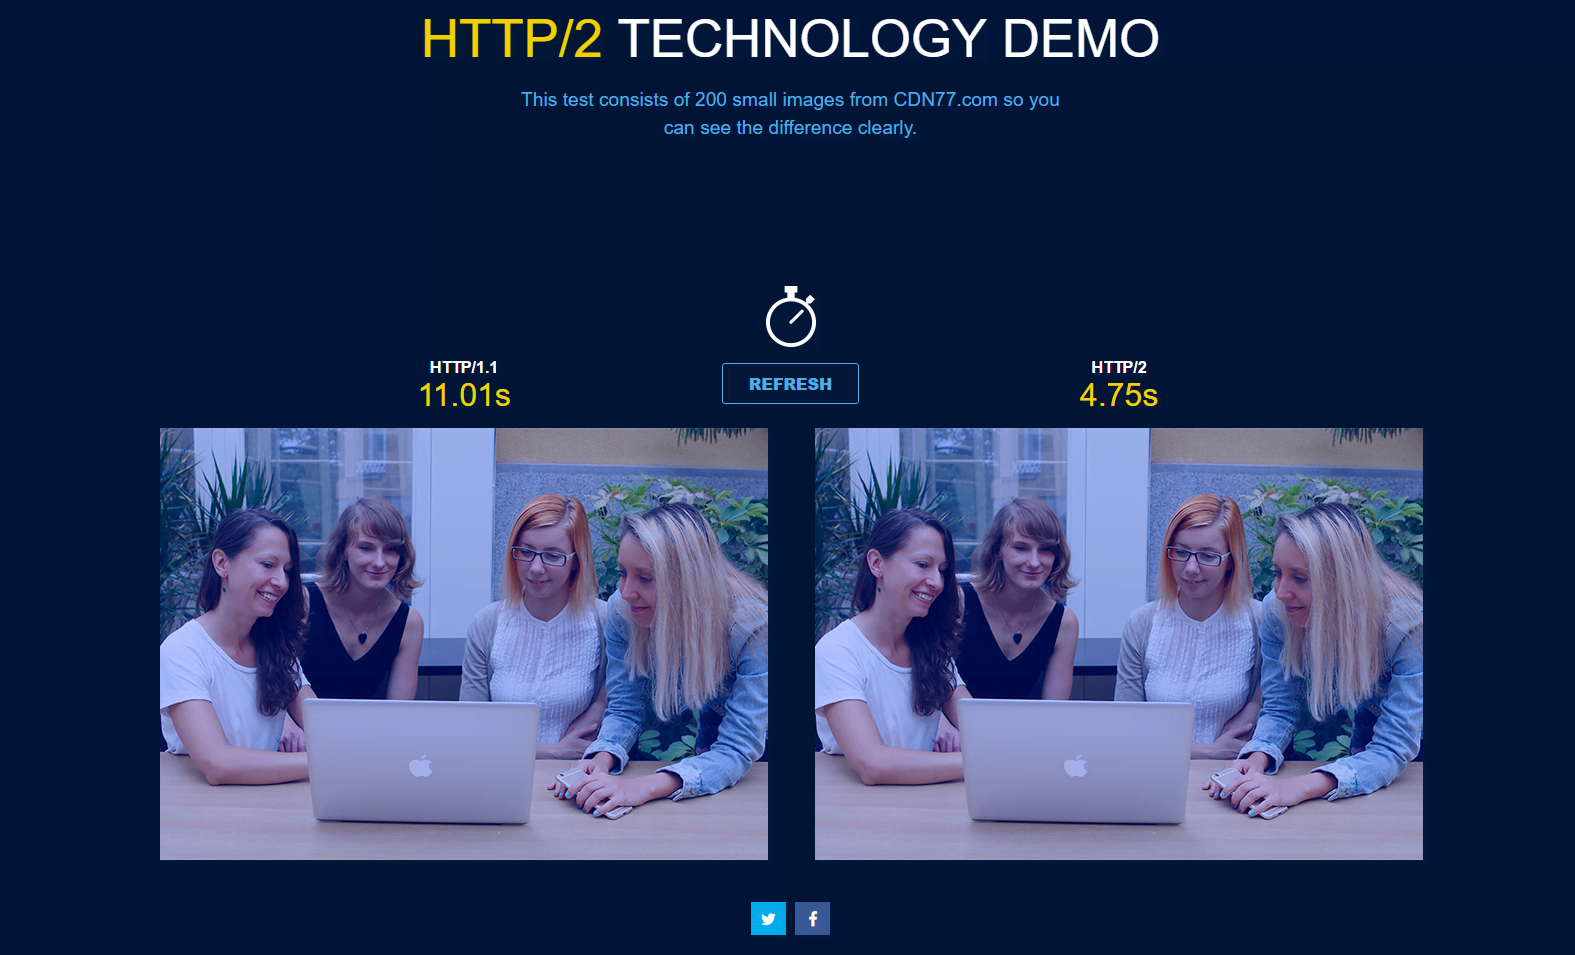 HTTP/2 TECHNOLOGY DEMO
This test consists of 200 small images from CDN77.com so you
can see the difference clearly.
HTTP/1.1
11.01s
REFRESH
HTTP/2
4.75s